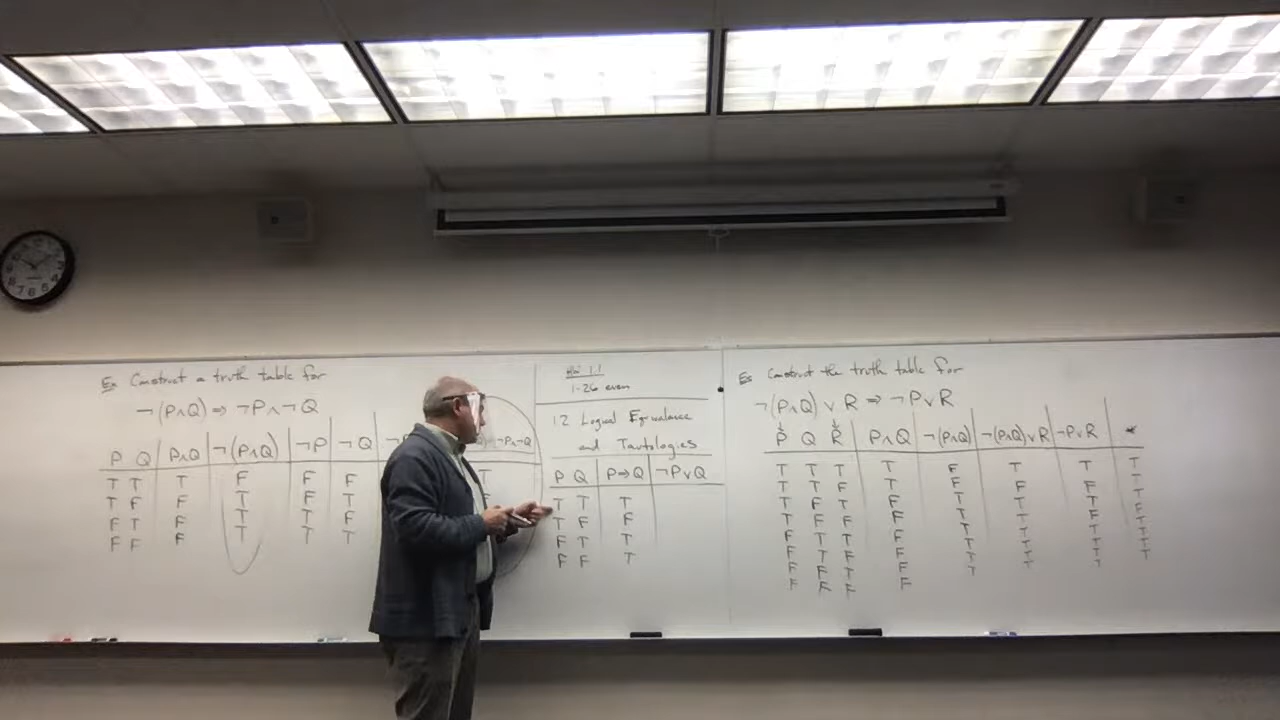 Ex Construct a truth table for
¬(P∧Q) ⇒ ¬P∧¬Q
P Q P∧Q ¬(P∧Q) ¬P ¬Q ¬P∧¬Q
T T T F F F T
T F F T F T
F T F T T F
F F F T T T
HW 1.1
1-26 even
1.2 Logical Equivalence
and Tautologies
P Q P⇒Q ¬P∨Q
T T T
T F F
F T T
F F T
Ex Construct the truth table for
¬(P∧Q) ∨ R ⇒ ¬P∨R
P Q R P∧Q ¬(P∧Q) ¬(P∧Q)∨R ¬P∨R *
T T T T F T T T
T T F T F F F T
T F T F T T T T
T F F F T T F F
F T T F T T T T
F T F F T T T T
F F T F T T T T
F F F F T T T T